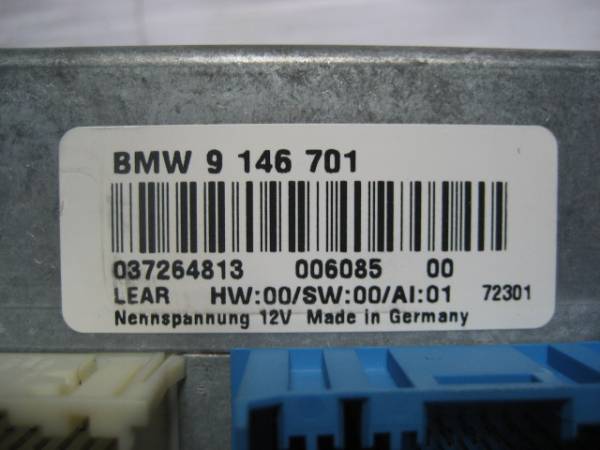 BMW 9 146 701
037264813 006085 00
LEAR HW:00/SW:00/AI:01 72301
Nennspannung 12V Made in Germany